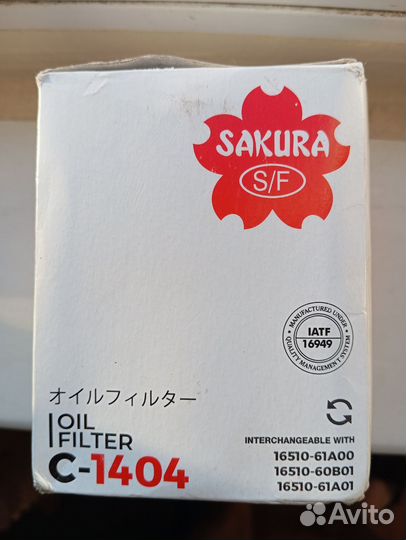 SAKURA
S/F
MANUFACTURED UNDER
IATF
16949
QUALITY MANAGEMENT SYSTEM
オイルフィルター
OIL
FILTER
C-1404
INTERCHANGEABLE WITH
16510-61A00
16510-60B01
16510-61A01
Avito